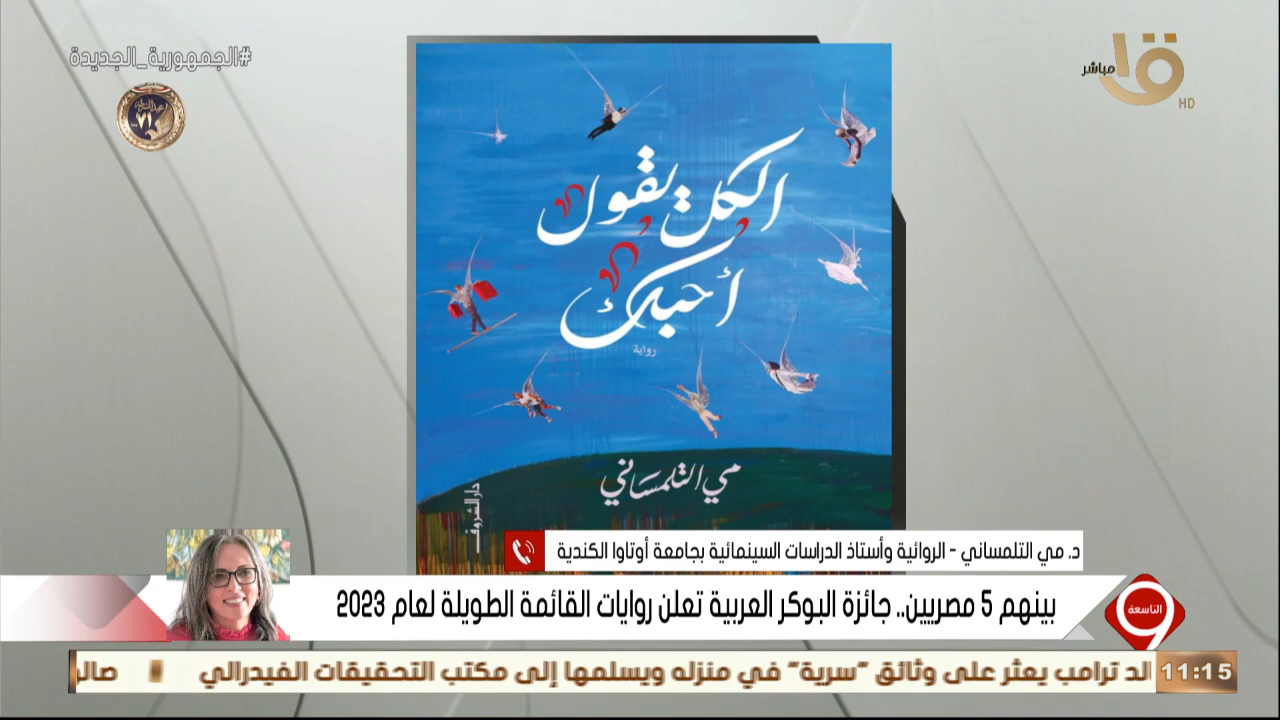 #الجمهورية_الجديدة
مباشر
HD
٧١
الكل يقول
أحبك
رواية
مي التلمساني
دار الشروق
د. مي التلمساني - الروائية وأستاذ الدراسات السينمائية بجامعة أوتاوا الكندية
بينهم 5 مصريين.. جائزة البوكر العربية تعلن روايات القائمة الطويلة لعام 2023
التاسعة
9
11:15
الد ترامب يعثر على وثائق "سرية" في منزله ويسلمها إلى مكتب التحقيقات الفيدرالي